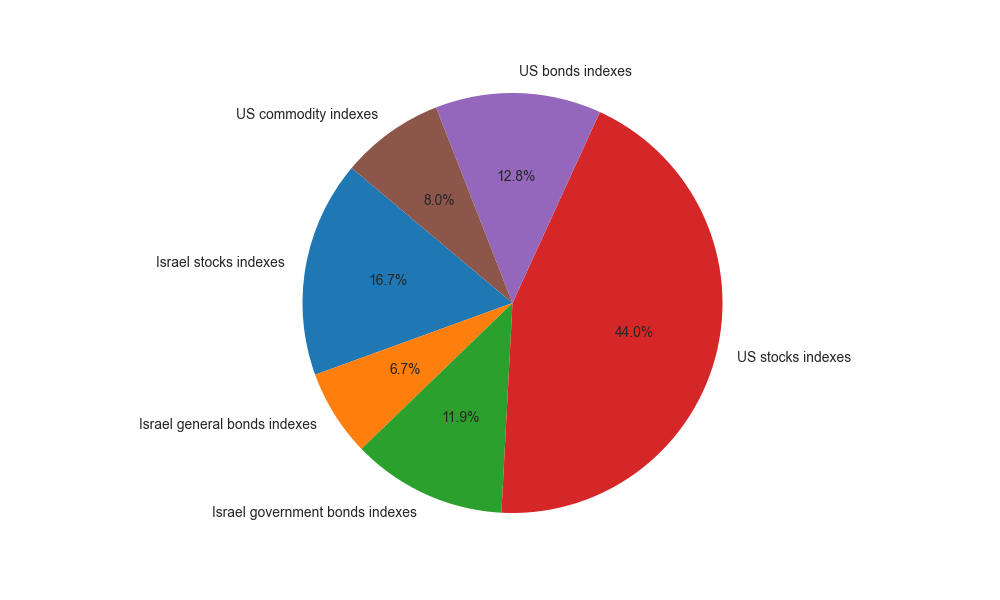 US bonds indexes
US commodity indexes
12.8%
8.0%
Israel stocks indexes
16.7%
44.0%
US stocks indexes
6.7%
Israel general bonds indexes
11.9%
Israel government bonds indexes